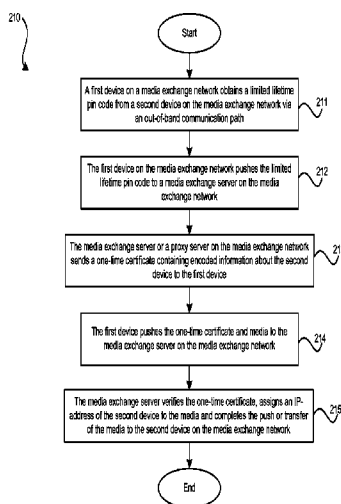 210
Start
A first device on a media exchange network obtains a limited lifetime
pin code from a second device on the media exchange network via
an out-of-band communication path
211
The first device on the media exchange network pushes the limited
lifetime pin code to a media exchange server on the media
exchange network
212
The media exchange server or a proxy server on the media exchange network
sends a one-time certificate containing encoded information about the second
device to the first device
21
The first device pushes the one-time certificate and media to the
media exchange server on the media exchange network
214
The media exchange server verifies the one-time certificate, assigns an IP-
address of the second device to the media and completes the push or transfer
of the media to the second device on the media exchange network
215
End